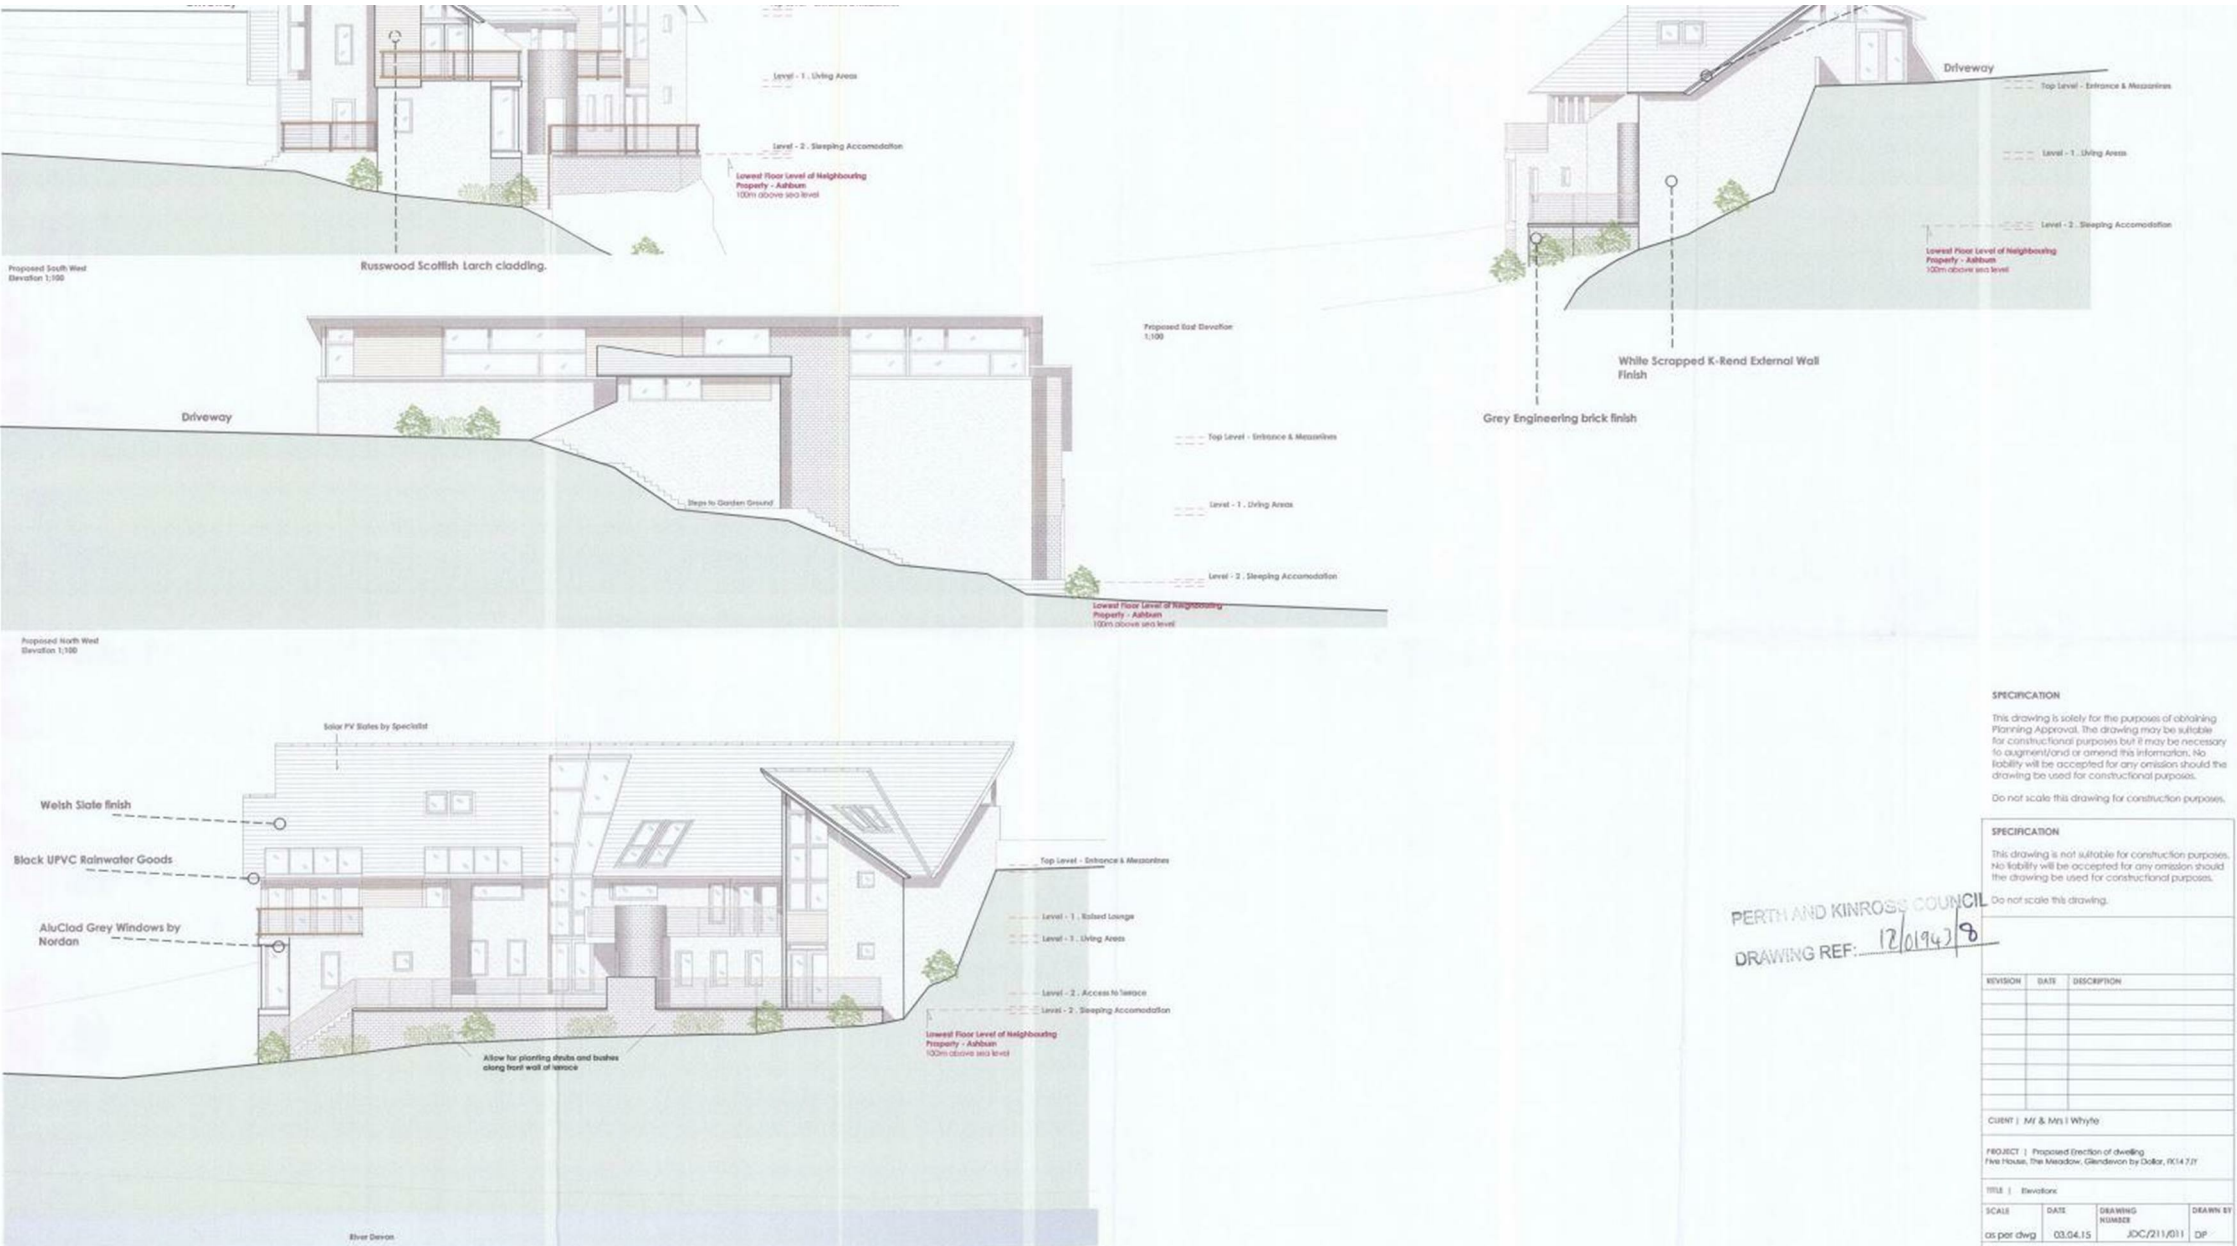 Level - 1 . Living Areas
Level - 2 . Sleeping Accomodation
Lowest Floor Level of Neighbouring
Property - Ashburn
100m above sea level
Russwood Scottish Larch cladding.
Proposed South West
Elevation 1:100
Driveway
Top Level - Entrance & Mezzanines
Level - 1 . Living Areas
Level - 2 . Sleeping Accomodation
Lowest Floor Level of Neighbouring
Property - Ashburn
100m above sea level
White Scrapped K-Rend External Wall
Finish
Grey Engineering brick finish
Proposed East Elevation
1:100
Driveway
Steps to Garden Ground
Top Level - Entrance & Mezzanines
Level - 1 . Living Areas
Level - 2 . Sleeping Accomodation
Lowest Floor Level of Neighbouring
Property - Ashburn
100m above sea level
Proposed North West
Elevation 1:100
Solar PV Slates by Specialist
Welsh Slate finish
Black UPVC Rainwater Goods
AluClad Grey Windows by
Nordan
Top Level - Entrance & Mezzanines
Level - 1 . Raised Lounge
Level - 1 . Living Areas
Level - 2 . Access to Terrace
Level - 2 . Sleeping Accomodation
Lowest Floor Level of Neighbouring
Property - Ashburn
100m above sea level
Allow for planting shrubs and bushes
along front wall of terrace
River Devon
SPECIFICATION
This drawing is solely for the purposes of obtaining
Planning Approval. The drawing may be suitable
for constructional purposes but it may be necessary
to augment/and or amend this information. No
liability will be accepted for any omission should the
drawing be used for constructional purposes.
Do not scale this drawing for construction purposes.
SPECIFICATION
This drawing is not suitable for construction purposes.
No liability will be accepted for any omission should
the drawing be used for constructional purposes.
Do not scale this drawing.
PERTH AND KINROSS COUNCIL
DRAWING REF: 12/01943/8
REVISION DATE DESCRIPTION
CLIENT | Mr & Mrs I Whyte
PROJECT | Proposed Erection of dwelling
Five House, The Meadow, Glendevon by Dollar, FK14 7JY
TITLE | Elevations
SCALE DATE DRAWING NUMBER DRAWN BY
as per dwg 03.04.15 JOC/211/011 DP